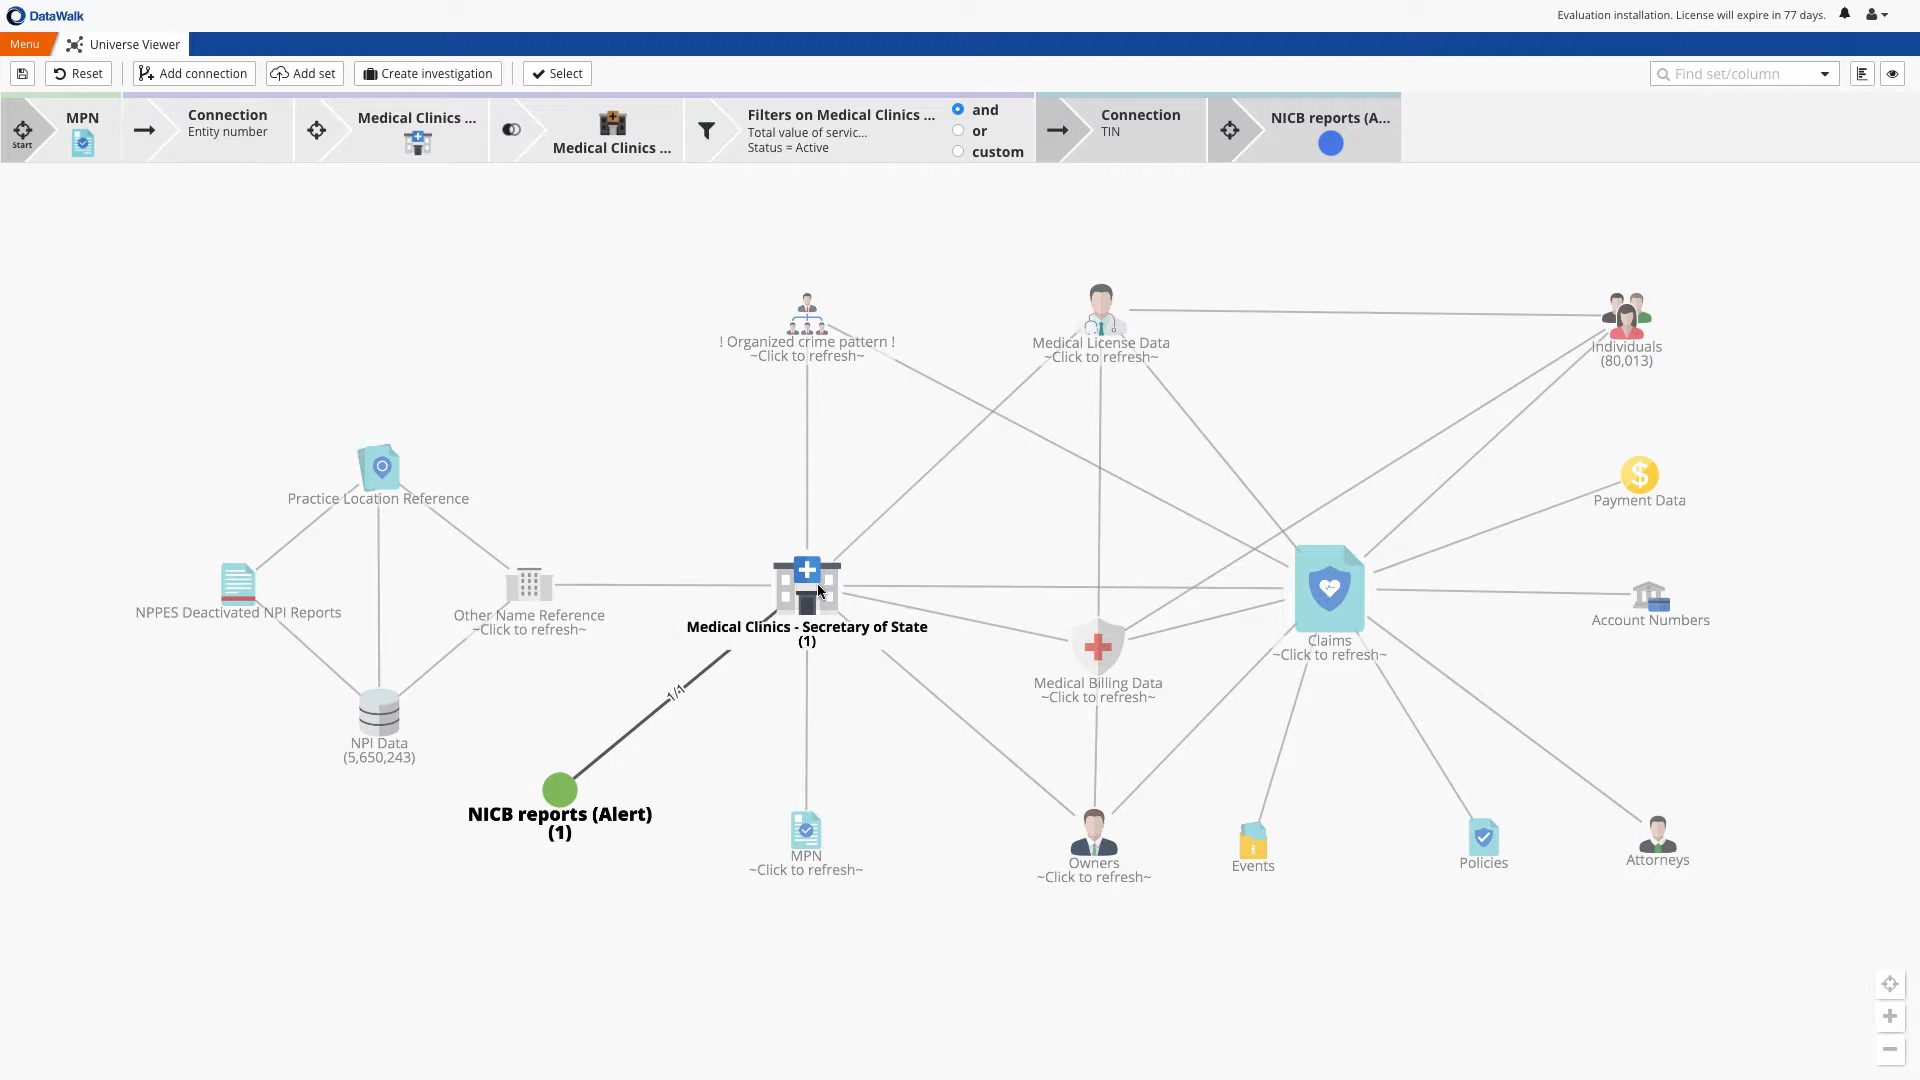 DataWalk
Evaluation installation. License will expire in 77 days.
Menu
Universe Viewer
Reset
Add connection
Add set
Create investigation
Select
Find set/column
Start
MPN
Connection
Entity number
Medical Clinics ...
Medical Clinics ...
Filters on Medical Clinics ...
Total value of servic...
Status = Active
and
or
custom
Connection
TIN
NICB reports (A...
! Organized crime pattern !
~Click to refresh~
Medical License Data
~Click to refresh~
Individuals
(80,013)
Practice Location Reference
Payment Data
NPPES Deactivated NPI Reports
Other Name Reference
~Click to refresh~
Medical Clinics - Secretary of State
(1)
Claims
~Click to refresh~
Account Numbers
Medical Billing Data
~Click to refresh~
1/1
NPI Data
(5,650,243)
NICB reports (Alert)
(1)
MPN
~Click to refresh~
Owners
~Click to refresh~
Events
Policies
Attorneys